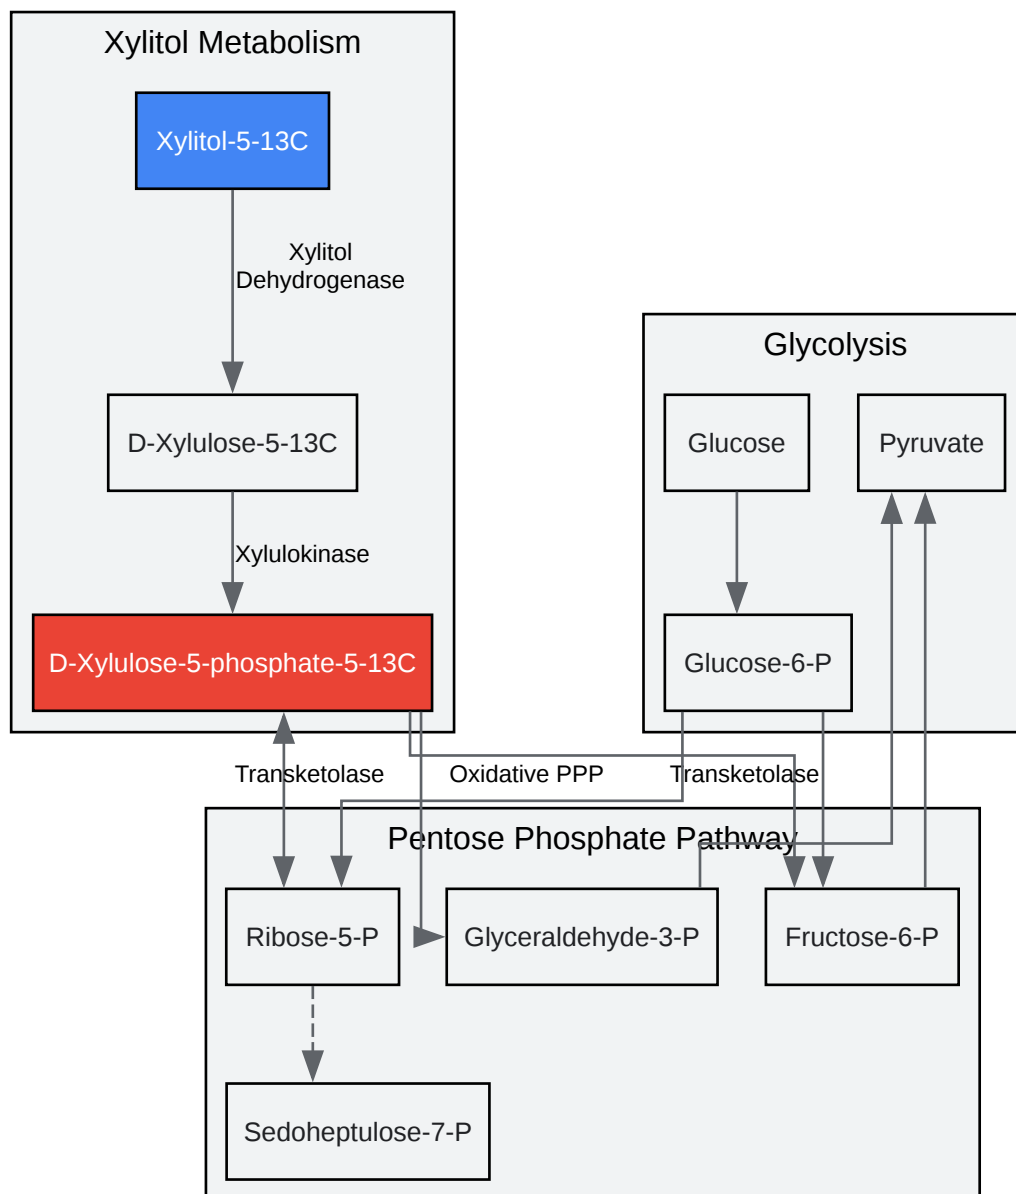 Xylitol Metabolism
Xylitol-5-13C
Xylitol
Dehydrogenase
D-Xylulose-5-13C
Xylulokinase
D-Xylulose-5-phosphate-5-13C
Glycolysis
Glucose
Pyruvate
Glucose-6-P
Transketolase
Oxidative PPP
Transketolase
Pentose Phosphate Pathway
Ribose-5-P
Glyceraldehyde-3-P
Fructose-6-P
Sedoheptulose-7-P